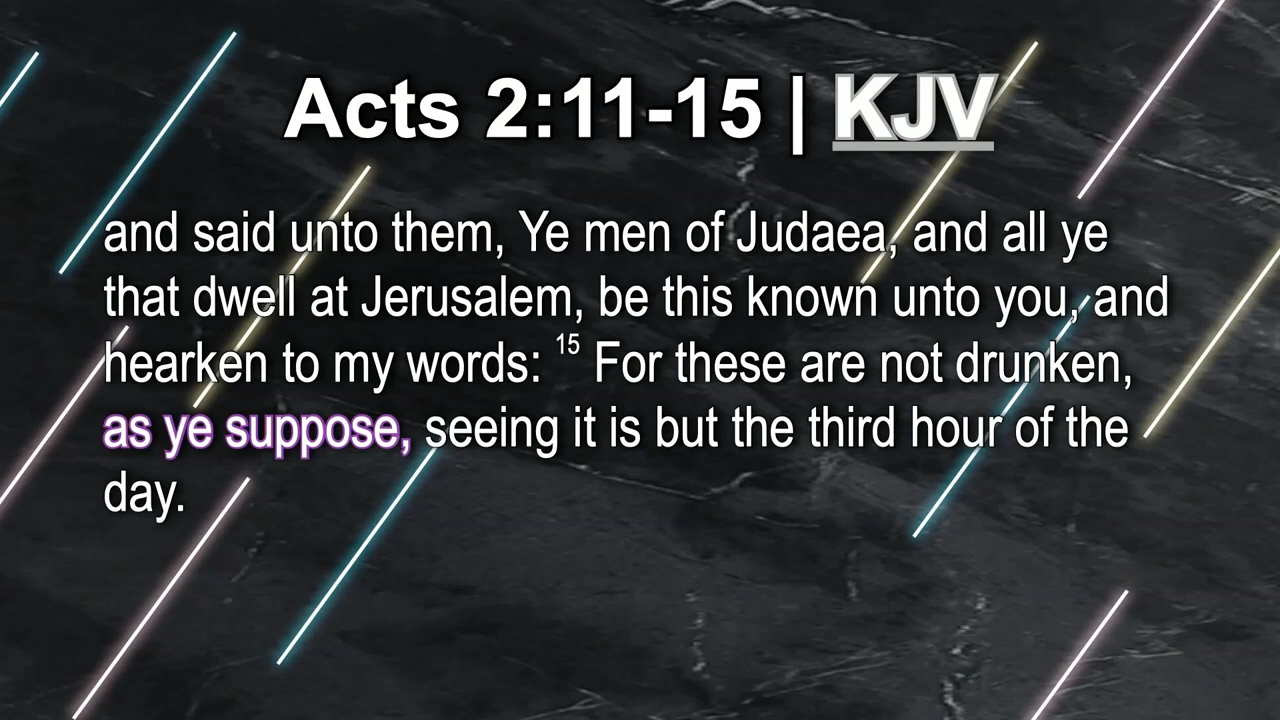 Acts 2:11-15 | KJV
and said unto them, Ye men of Judaea, and all ye
that dwell at Jerusalem, be this known unto you, and
hearken to my words: 15 For these are not drunken,
as ye suppose, seeing it is but the third hour of the
day.